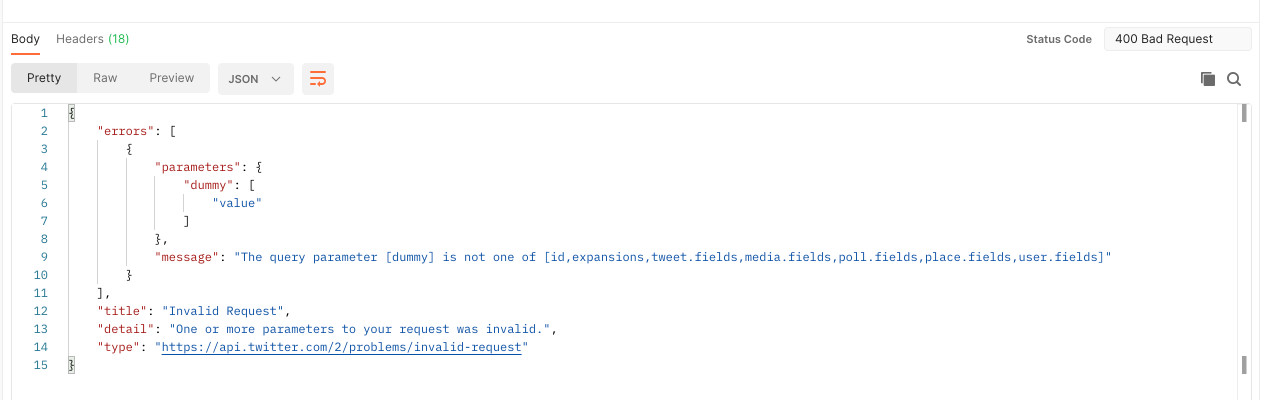 Body Headers (18) Status Code 400 Bad Request
Pretty Raw Preview JSON
1 {
2 "errors": [
3 {
4 "parameters": {
5 "dummy": [
6 "value"
7 ]
8 },
9 "message": "The query parameter [dummy] is not one of [id,expansions,tweet.fields,media.fields,poll.fields,place.fields,user.fields]"
10 }
11 ],
12 "title": "Invalid Request",
13 "detail": "One or more parameters to your request was invalid.",
14 "type": "https://api.twitter.com/2/problems/invalid-request"
15 }